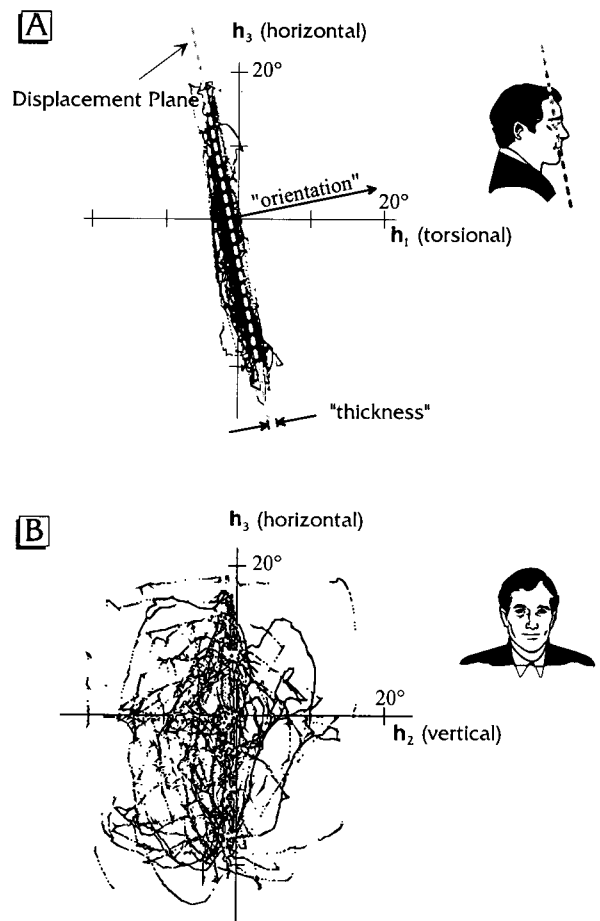 A
h₃ (horizontal)
20°
Displacement Plane
"orientation"
20°
h₁ (torsional)
"thickness"
B
h₃ (horizontal)
20°
20°
h₂ (vertical)